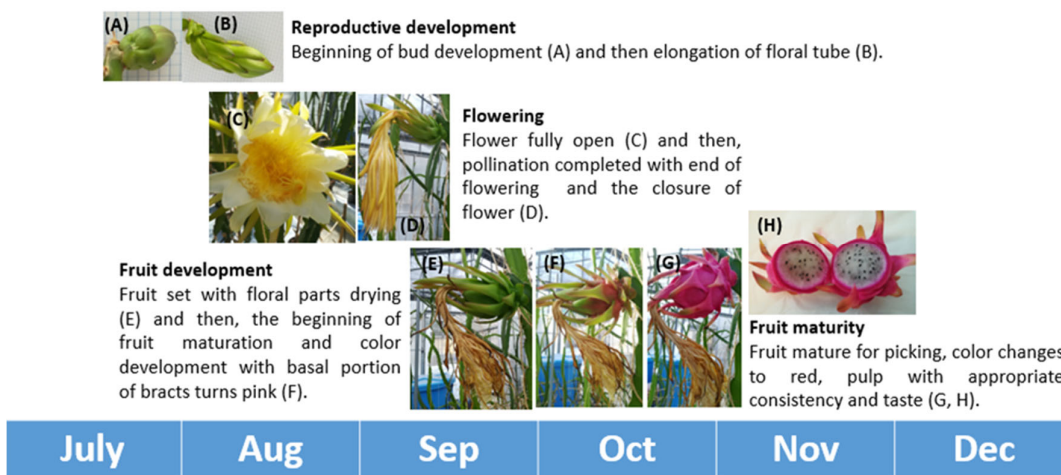 (A)
(B)
Reproductive development
Beginning of bud development (A) and then elongation of floral tube (B).
(C)
(D)
Flowering
Flower fully open (C) and then,
pollination completed with end of
flowering and the closure of
flower (D).
Fruit development
Fruit set with floral parts drying
(E) and then, the beginning of
fruit maturation and color
development with basal portion
of bracts turns pink (F).
(E)
(F)
(G)
(H)
Fruit maturity
Fruit mature for picking, color changes
to red, pulp with appropriate
consistency and taste (G, H).
July Aug Sep Oct Nov Dec